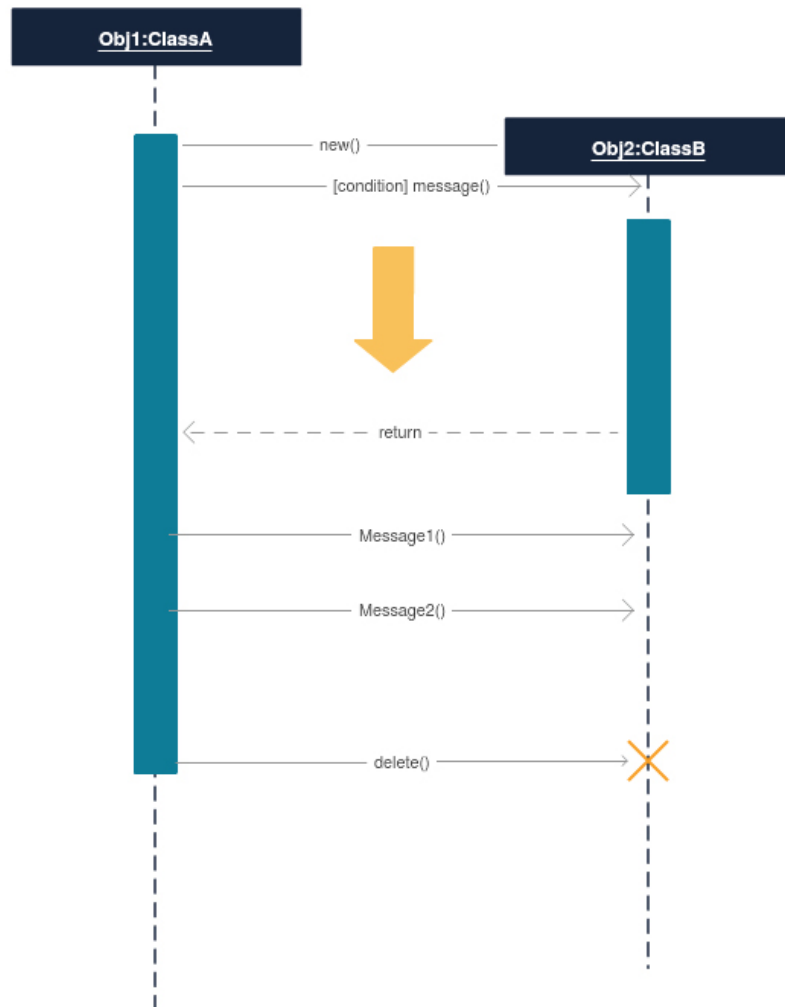 Obj1:ClassA
new()
Obj2:ClassB
[condition] message()
return
Message1()
Message2()
delete()